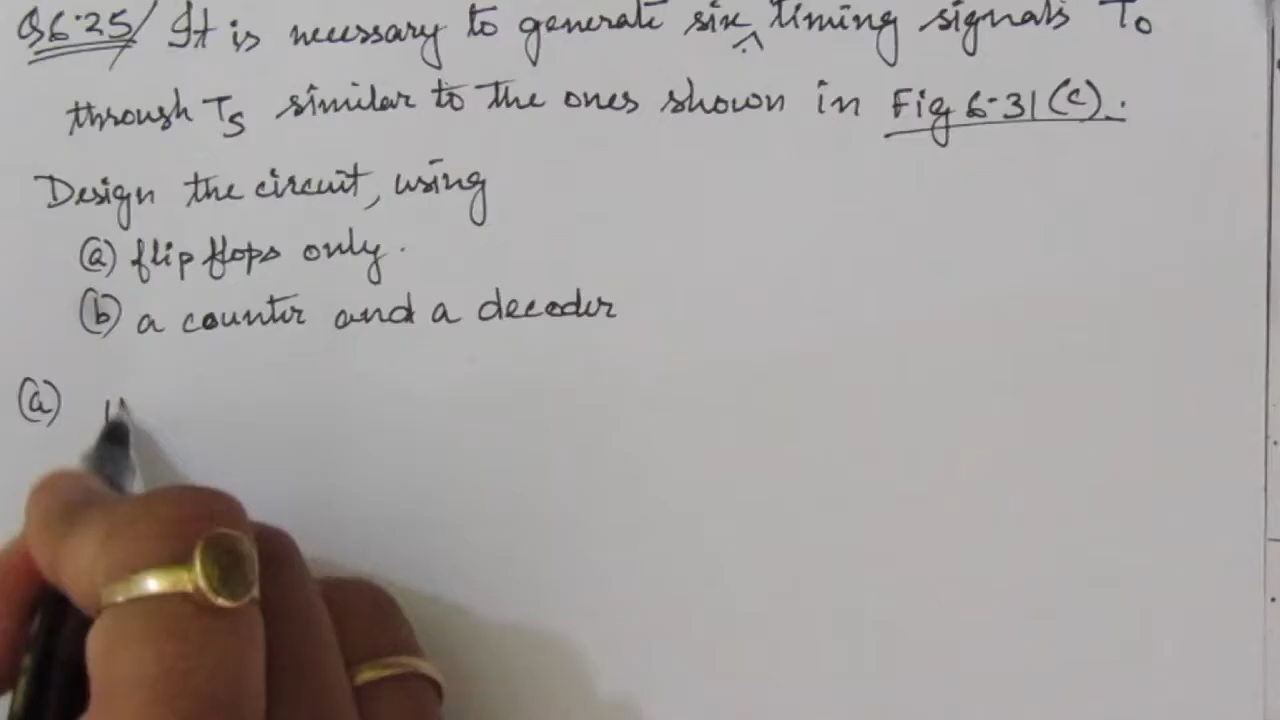 Q6.25/ It is necessary to generate six timing signals T0
through T5 similar to the ones shown in Fig 6.31(c).
Design the circuit, using
(a) flip flops only.
(b) a counter and a decoder
(a)